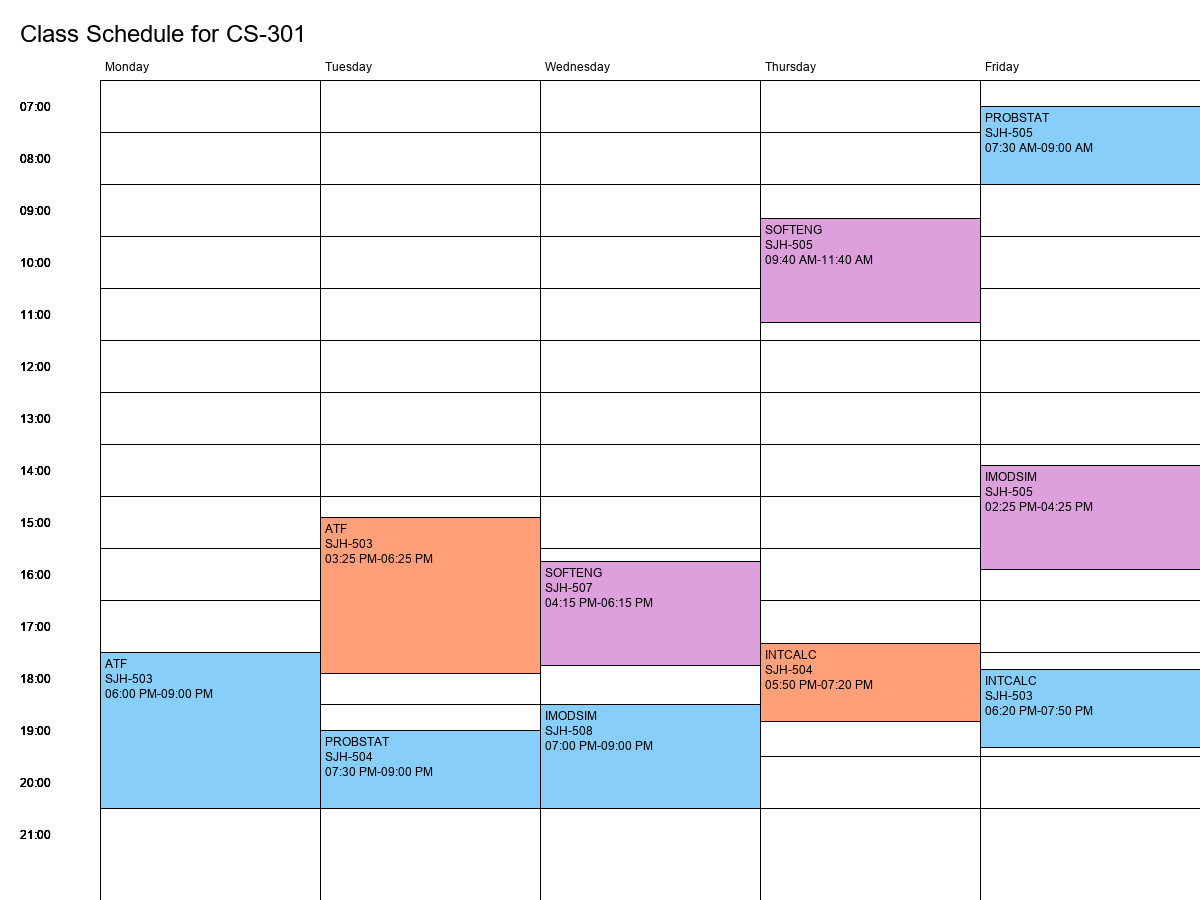 Class Schedule for CS-301
Monday
Tuesday
Wednesday
Thursday
Friday
07:00
08:00
09:00
10:00
11:00
12:00
13:00
14:00
15:00
16:00
17:00
18:00
19:00
20:00
21:00
ATF
SJH-503
06:00 PM-09:00 PM
ATF
SJH-503
03:25 PM-06:25 PM
PROBSTAT
SJH-504
07:30 PM-09:00 PM
SOFTENG
SJH-507
04:15 PM-06:15 PM
IMODSIM
SJH-508
07:00 PM-09:00 PM
SOFTENG
SJH-505
09:40 AM-11:40 AM
INTCALC
SJH-504
05:50 PM-07:20 PM
PROBSTAT
SJH-505
07:30 AM-09:00 AM
IMODSIM
SJH-505
02:25 PM-04:25 PM
INTCALC
SJH-503
06:20 PM-07:50 PM